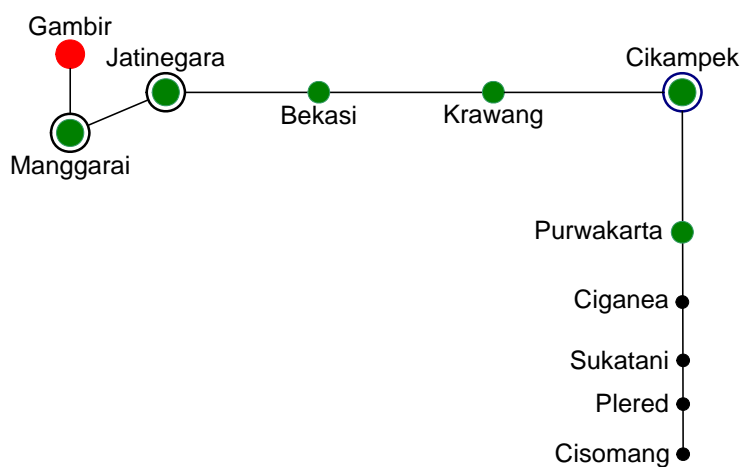 Gambir
Jatinegara
Cikampek
Bekasi
Krawang
Manggarai
Purwakarta
Ciganea
Sukatani
Plered
Cisomang